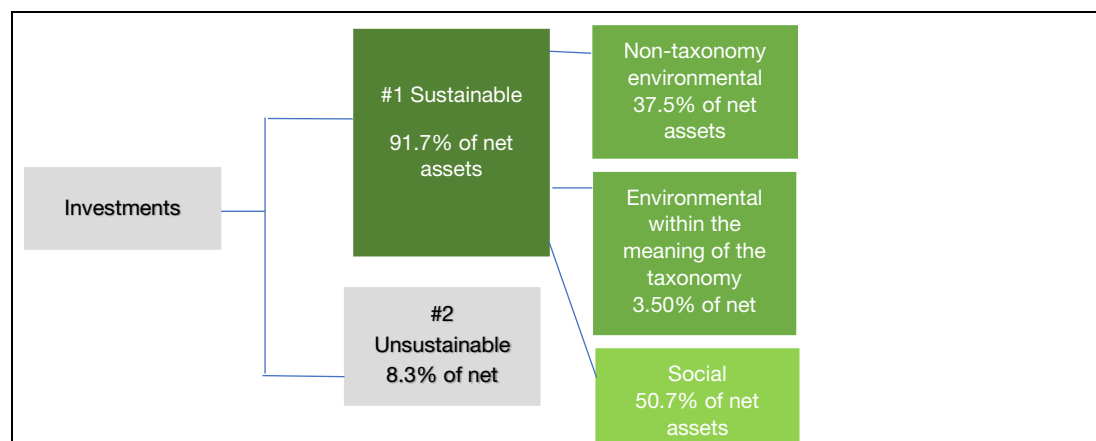 Investments
#1 Sustainable
91.7% of net
assets
#2
Unsustainable
8.3% of net
Non-taxonomy
environmental
37.5% of net
assets
Environmental
within the
meaning of the
taxonomy
3.50% of net
Social
50.7% of net
assets